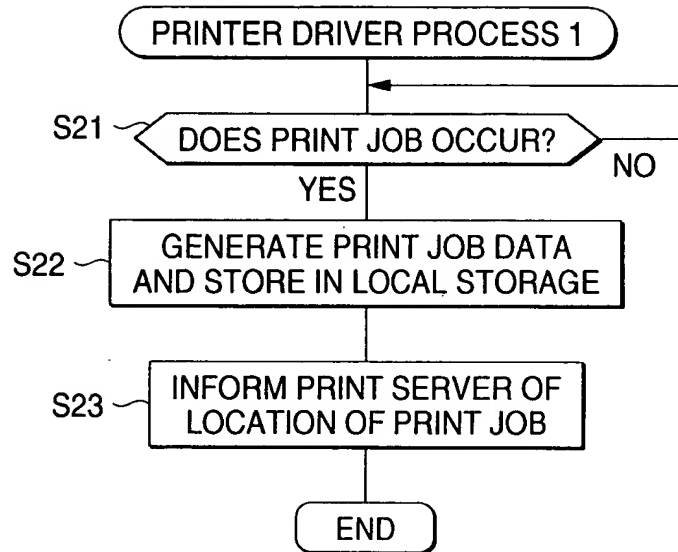 PRINTER DRIVER PROCESS 1
S21
DOES PRINT JOB OCCUR?
NO
YES
S22
GENERATE PRINT JOB DATA
AND STORE IN LOCAL STORAGE
S23
INFORM PRINT SERVER OF
LOCATION OF PRINT JOB
END